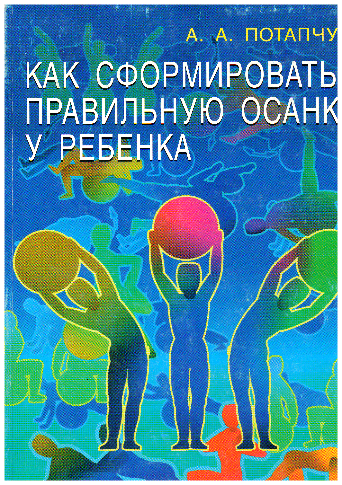 А. А. ПОТАПЧУ
КАК СФОРМИРОВАТЬ
ПРАВИЛЬНУЮ ОСАНК
У РЕБЕНКА